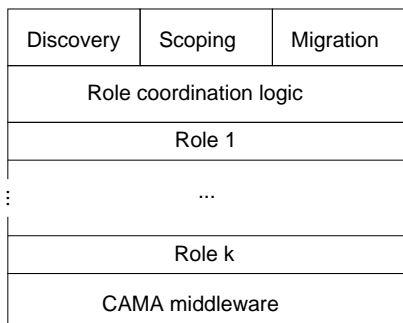 Discovery Scoping Migration
Role coordination logic
Role 1
...
Role k
CAMA middleware